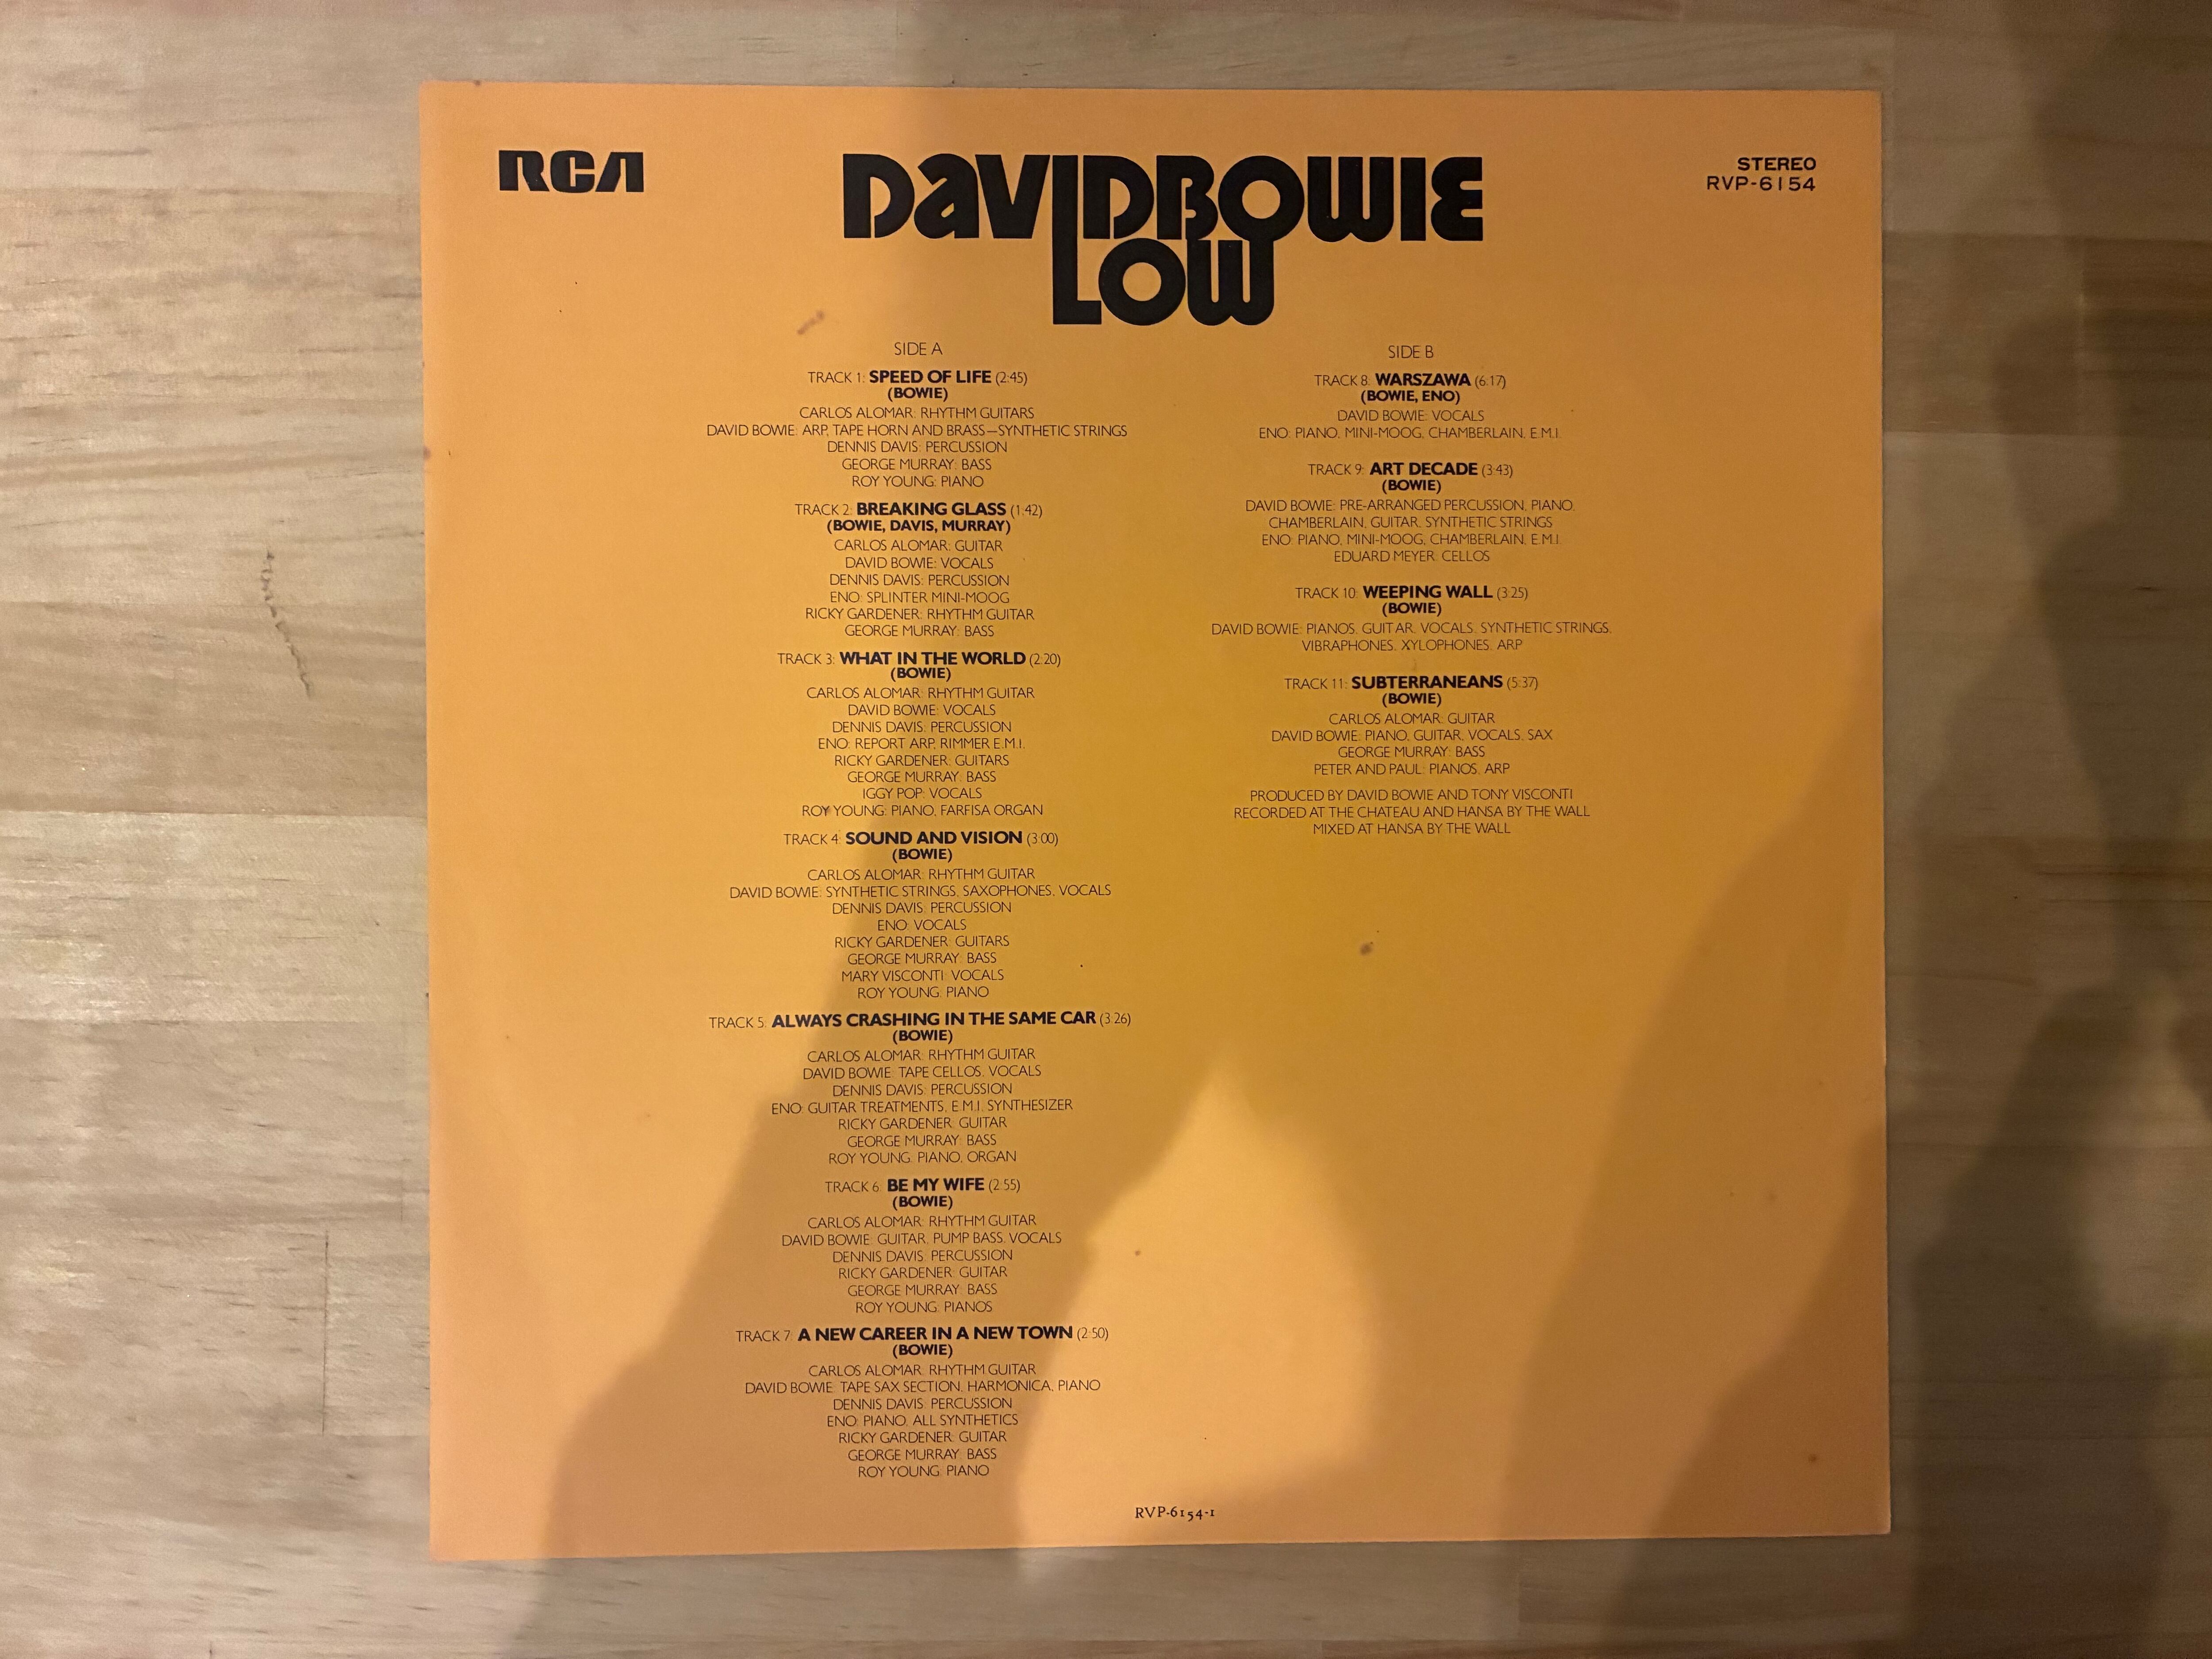 RCA
DAVIDBOWIE
LOW
STEREO
RVP-6154
SIDE A
TRACK 1: SPEED OF LIFE (2:45)
(BOWIE)
CARLOS ALOMAR: RHYTHM GUITARS
DAVID BOWIE: ARP, TAPE HORN AND BRASS—SYNTHETIC STRINGS
DENNIS DAVIS: PERCUSSION
GEORGE MURRAY: BASS
ROY YOUNG: PIANO
TRACK 2: BREAKING GLASS (1:42)
(BOWIE, DAVIS, MURRAY)
CARLOS ALOMAR: GUITAR
DAVID BOWIE: VOCALS
DENNIS DAVIS: PERCUSSION
ENO: SPLINTER MINI-MOOG
RICKY GARDENER: RHYTHM GUITAR
GEORGE MURRAY: BASS
TRACK 3: WHAT IN THE WORLD (2:20)
(BOWIE)
CARLOS ALOMAR: RHYTHM GUITAR
DAVID BOWIE: VOCALS
DENNIS DAVIS: PERCUSSION
ENO: REPORT ARP, RIMMER E.M.I.
RICKY GARDENER: GUITARS
GEORGE MURRAY: BASS
IGGY POP: VOCALS
ROY YOUNG: PIANO, FARFISA ORGAN
TRACK 4: SOUND AND VISION (3:00)
(BOWIE)
CARLOS ALOMAR: RHYTHM GUITAR
DAVID BOWIE: SYNTHETIC STRINGS, SAXOPHONES, VOCALS
DENNIS DAVIS: PERCUSSION
ENO: VOCALS
RICKY GARDENER: GUITARS
GEORGE MURRAY: BASS
MARY VISCONTI: VOCALS
ROY YOUNG: PIANO
TRACK 5: ALWAYS CRASHING IN THE SAME CAR (3:26)
(BOWIE)
CARLOS ALOMAR: RHYTHM GUITAR
DAVID BOWIE: TAPE CELLOS, VOCALS
DENNIS DAVIS: PERCUSSION
ENO: GUITAR TREATMENTS, E.M.I. SYNTHESIZER
RICKY GARDENER: GUITAR
GEORGE MURRAY: BASS
ROY YOUNG: PIANO, ORGAN
TRACK 6: BE MY WIFE (2:55)
(BOWIE)
CARLOS ALOMAR: RHYTHM GUITAR
DAVID BOWIE: GUITAR, PUMP BASS, VOCALS
DENNIS DAVIS: PERCUSSION
RICKY GARDENER: GUITAR
GEORGE MURRAY: BASS
ROY YOUNG: PIANOS
TRACK 7: A NEW CAREER IN A NEW TOWN (2:50)
(BOWIE)
CARLOS ALOMAR: RHYTHM GUITAR
DAVID BOWIE: TAPE SAX SECTION, HARMONICA, PIANO
DENNIS DAVIS: PERCUSSION
ENO: PIANO, ALL SYNTHETICS
RICKY GARDENER: GUITAR
GEORGE MURRAY: BASS
ROY YOUNG: PIANO
SIDE B
TRACK 8: WARSZAWA (6:17)
(BOWIE, ENO)
DAVID BOWIE: VOCALS
ENO: PIANO, MINI-MOOG, CHAMBERLAIN, E.M.I.
TRACK 9: ART DECADE (3:43)
(BOWIE)
DAVID BOWIE: PRE-ARRANGED PERCUSSION, PIANO,
CHAMBERLAIN, GUITAR, SYNTHETIC STRINGS
ENO: PIANO, MINI-MOOG, CHAMBERLAIN, E.M.I.
EDUARD MEYER: CELLOS
TRACK 10: WEEPING WALL (3:25)
(BOWIE)
DAVID BOWIE: PIANOS, GUITAR, VOCALS, SYNTHETIC STRINGS,
VIBRAPHONES, XYLOPHONES, ARP
TRACK 11: SUBTERRANEANS (5:37)
(BOWIE)
CARLOS ALOMAR: GUITAR
DAVID BOWIE: PIANO, GUITAR, VOCALS, SAX
GEORGE MURRAY: BASS
PETER AND PAUL: PIANOS, ARP
PRODUCED BY DAVID BOWIE AND TONY VISCONTI
RECORDED AT THE CHATEAU AND HANSA BY THE WALL
MIXED AT HANSA BY THE WALL
RVP-6154-1